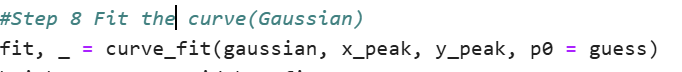 #Step 8 Fit the curve(Gaussian)
fit, _ = curve_fit(gaussian, x_peak, y_peak, p0 = guess)